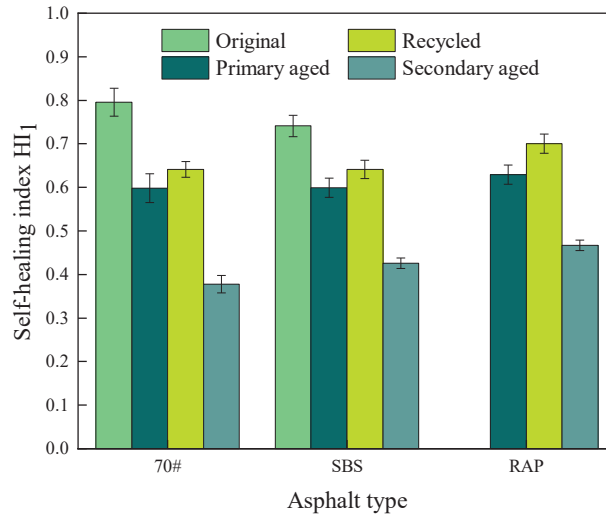 Self-healing index HI1
1.0
0.9
0.8
0.7
0.6
0.5
0.4
0.3
0.2
0.1
0.0
Original
Recycled
Primary aged
Secondary aged
70#
SBS
RAP
Asphalt type